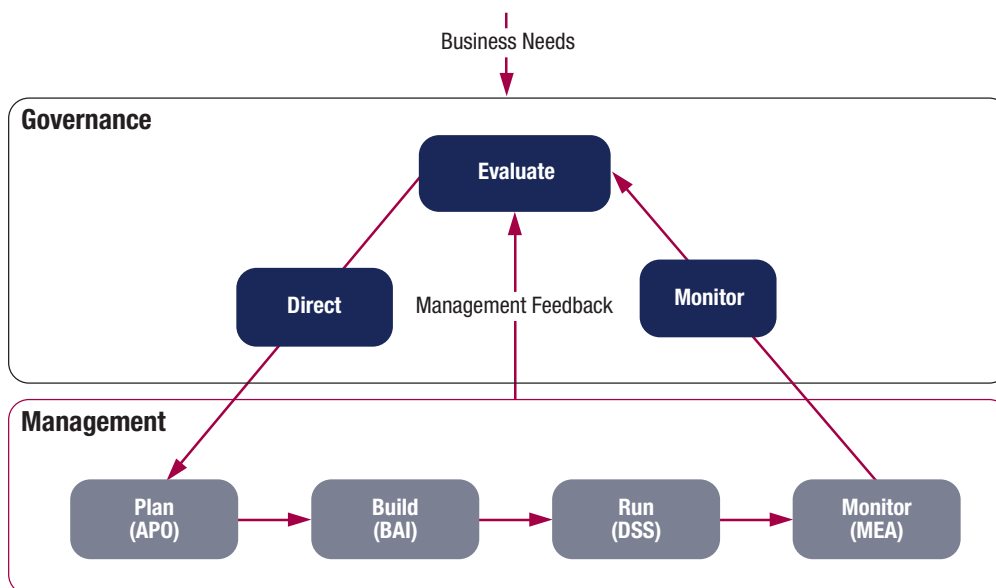 Business Needs
Governance
Evaluate
Direct
Management Feedback
Monitor
Management
Plan
(APO)
Build
(BAI)
Run
(DSS)
Monitor
(MEA)